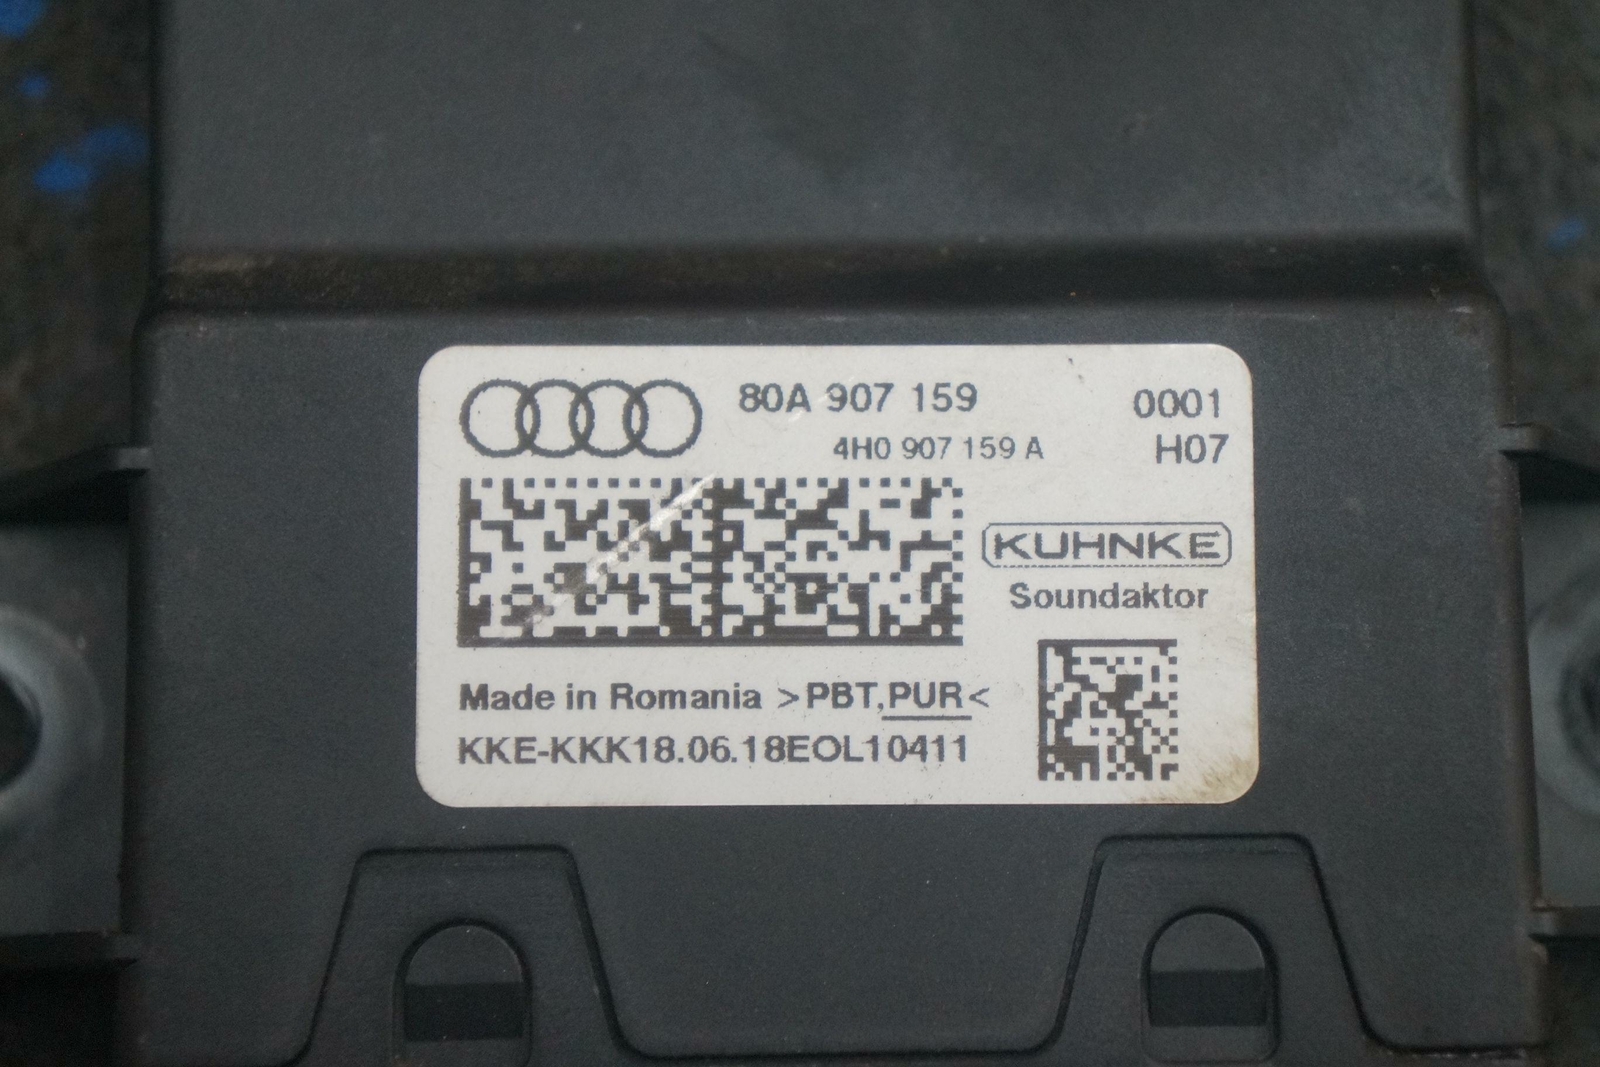 80A 907 159 0001
4H0 907 159 A H07
KUHNKE
Soundaktor
Made in Romania >PBT,PUR<
KKE-KKK18.06.18EOL10411